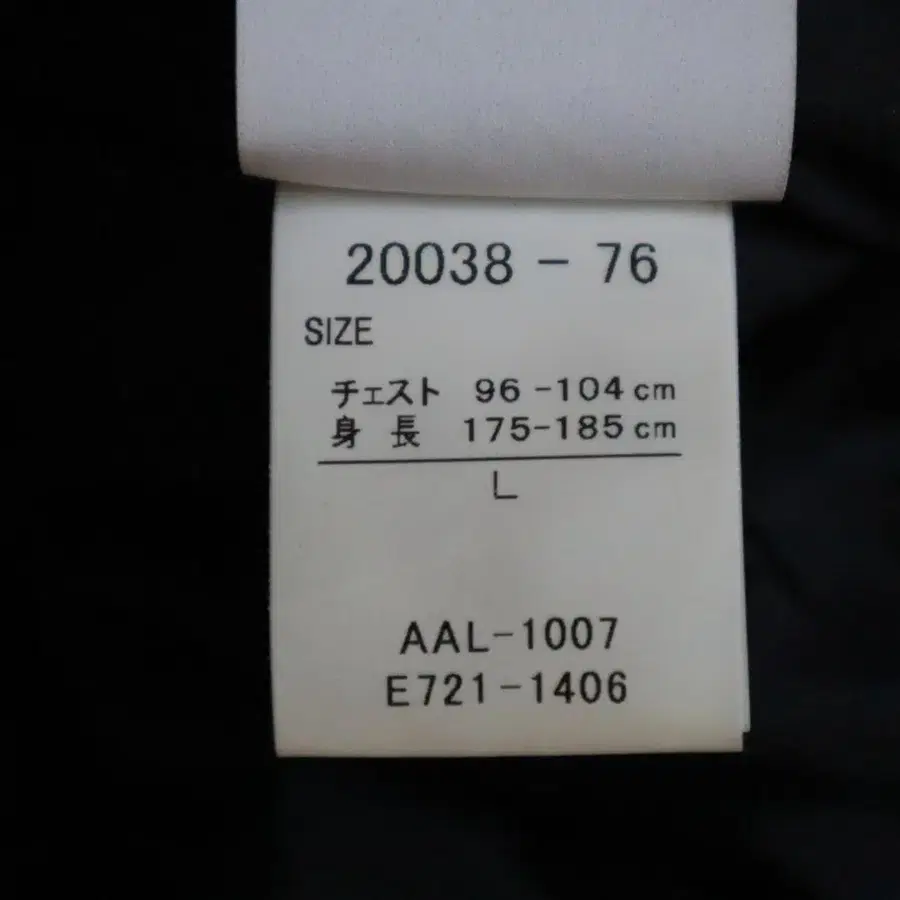 20038 - 76
SIZE
チェスト 96 -104 cm
身 長 175-185 cm
L
AAL-1007
E721-1406